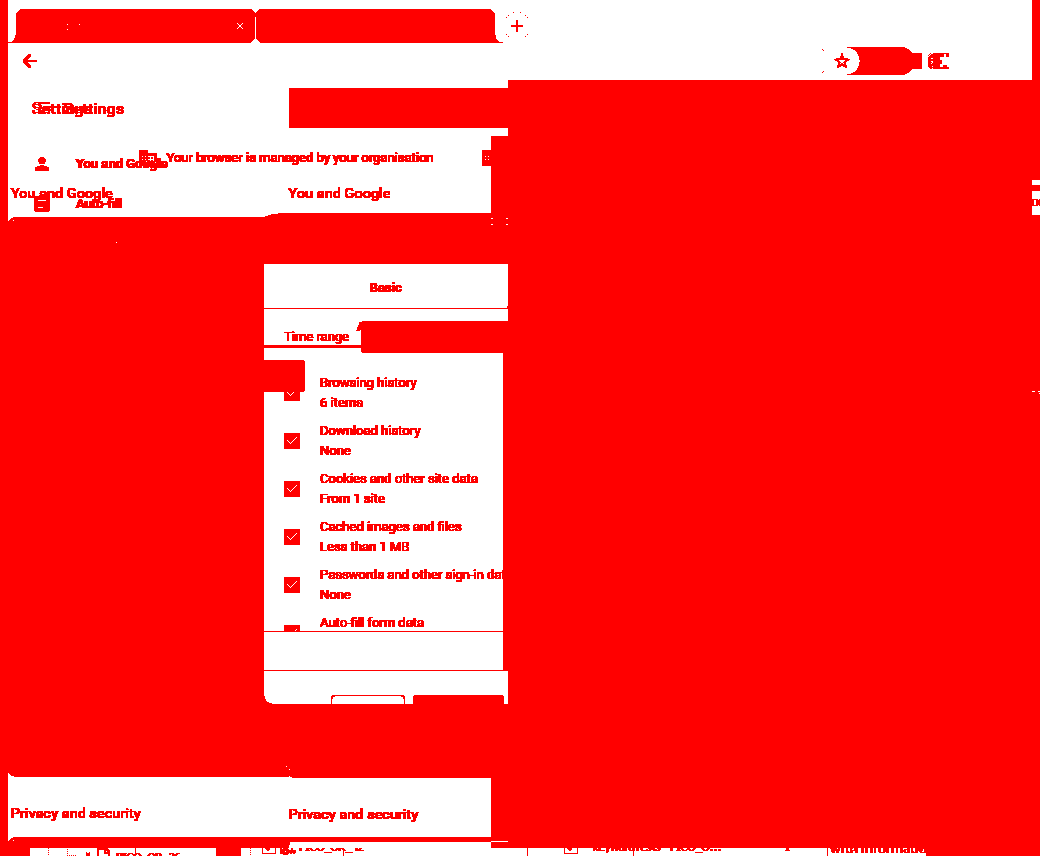 Settings
Your browser is managed by your organisation
You and Google
You and Google
You and Google
Auto-fill
Basic
Time range
Browsing history
6 items
Download history
None
Cookies and other site data
From 1 site
Cached images and files
Less than 1 MB
Passwords and other sign-in dat
None
Auto-fill form data
Privacy and security
Privacy and security